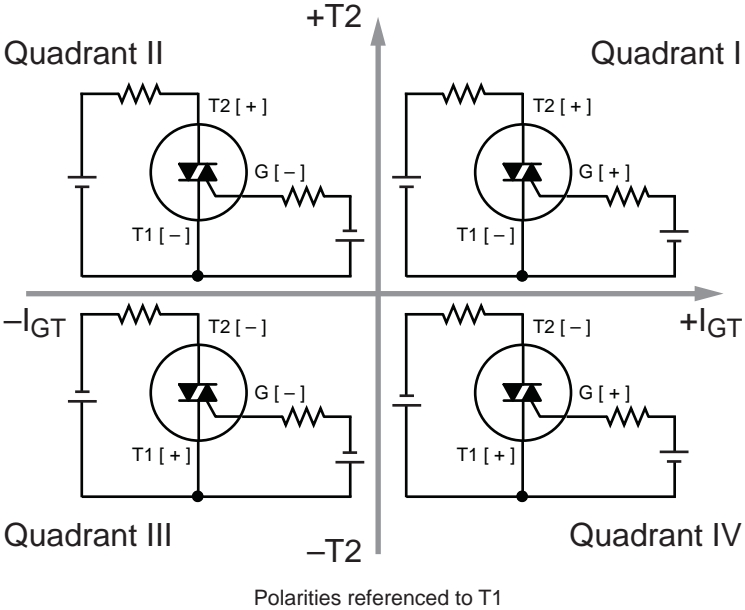 +T2
Quadrant II
Quadrant I
T2 [ + ]
G [ – ]
T1 [ – ]
T2 [ + ]
G [ + ]
T1 [ – ]
–IGT
+IGT
T2 [ – ]
G [ – ]
T1 [ + ]
T2 [ – ]
G [ + ]
T1 [ + ]
Quadrant III
–T2
Quadrant IV
Polarities referenced to T1